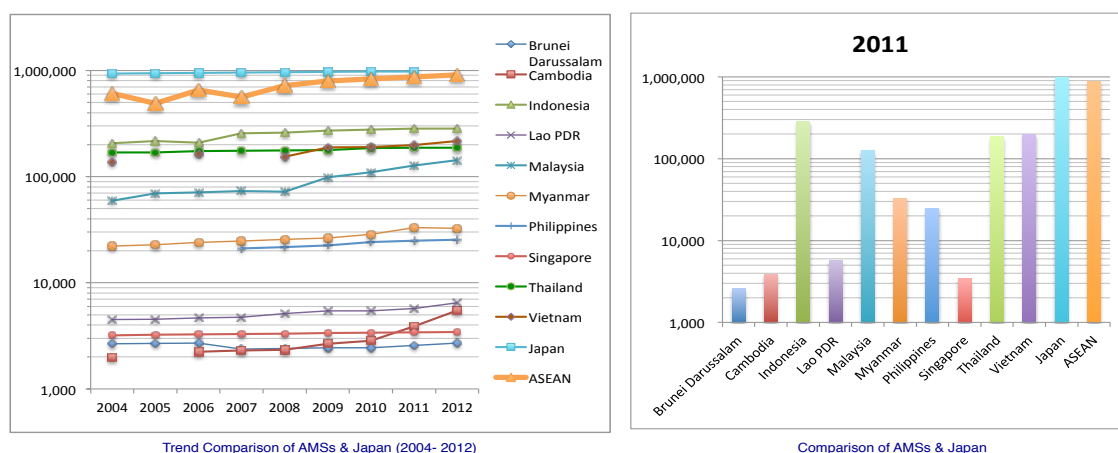 1,000,000
100,000
10,000
1,000
2004 2005 2006 2007 2008 2009 2010 2011 2012
Brunei
Darussalam
Cambodia
Indonesia
Lao PDR
Malaysia
Myanmar
Philippines
Singapore
Thailand
Vietnam
Japan
ASEAN
Trend Comparison of AMSs & Japan (2004- 2012)
2011
1,000,000
100,000
10,000
1,000
Brunei Darussalam
Cambodia
Indonesia
Lao PDR
Malaysia
Myanmar
Philippines
Singapore
Thailand
Vietnam
Japan
ASEAN
Comparison of AMSs & Japan